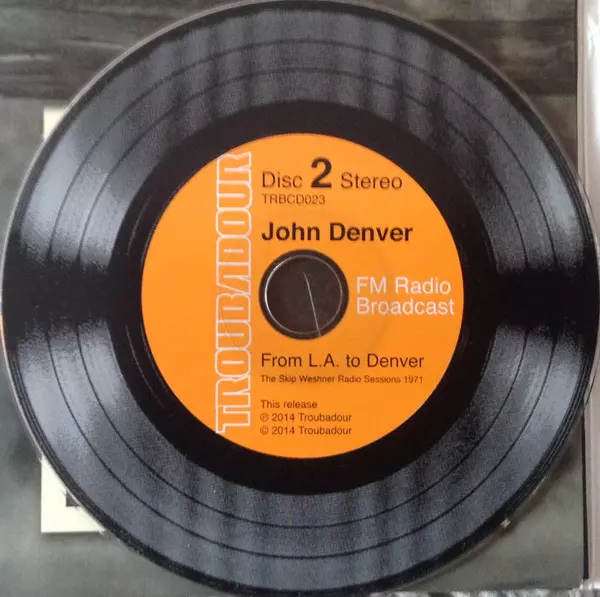 TROUBADOUR
Disc 2 Stereo
TRBCD023
John Denver
FM Radio
Broadcast
From L.A. to Denver
The Skip Weshner Radio Sessions 1971
This release
℗ 2014 Troubadour
© 2014 Troubadour